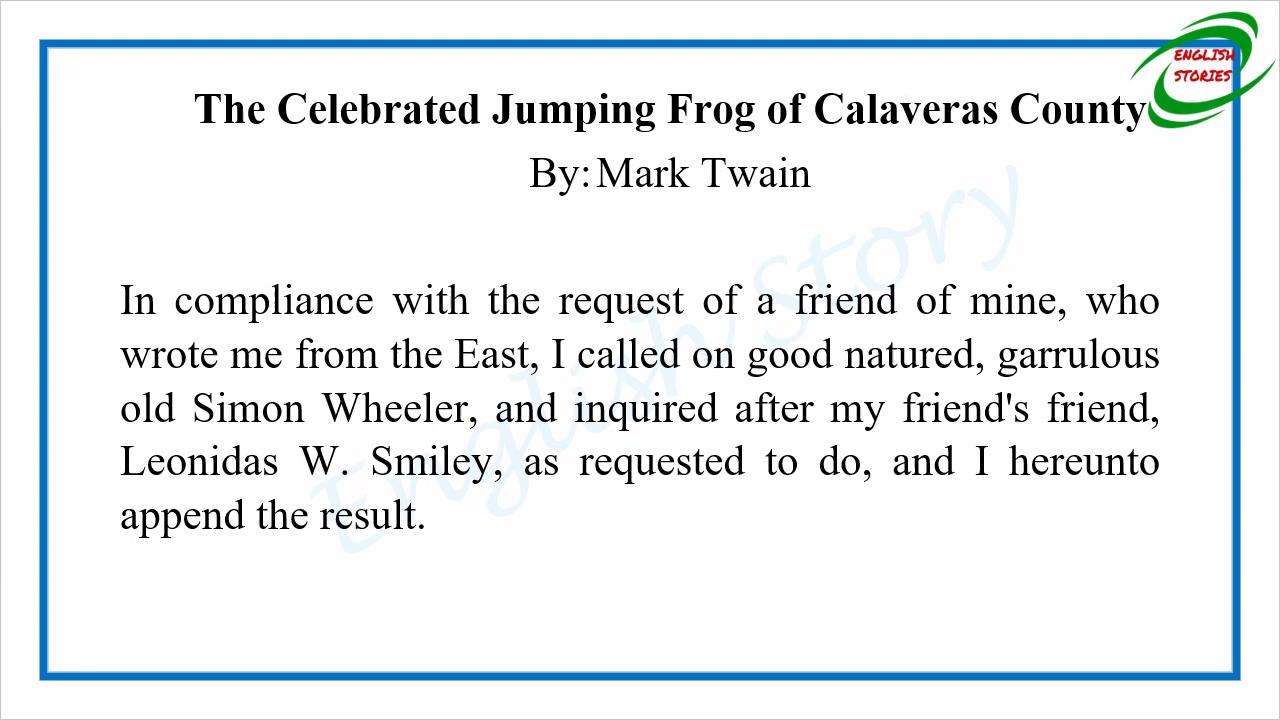 ENGLISH
STORIES
The Celebrated Jumping Frog of Calaveras County
By: Mark Twain
In compliance with the request of a friend of mine, who
wrote me from the East, I called on good natured, garrulous
old Simon Wheeler, and inquired after my friend's friend,
Leonidas W. Smiley, as requested to do, and I hereunto
append the result.
English Story